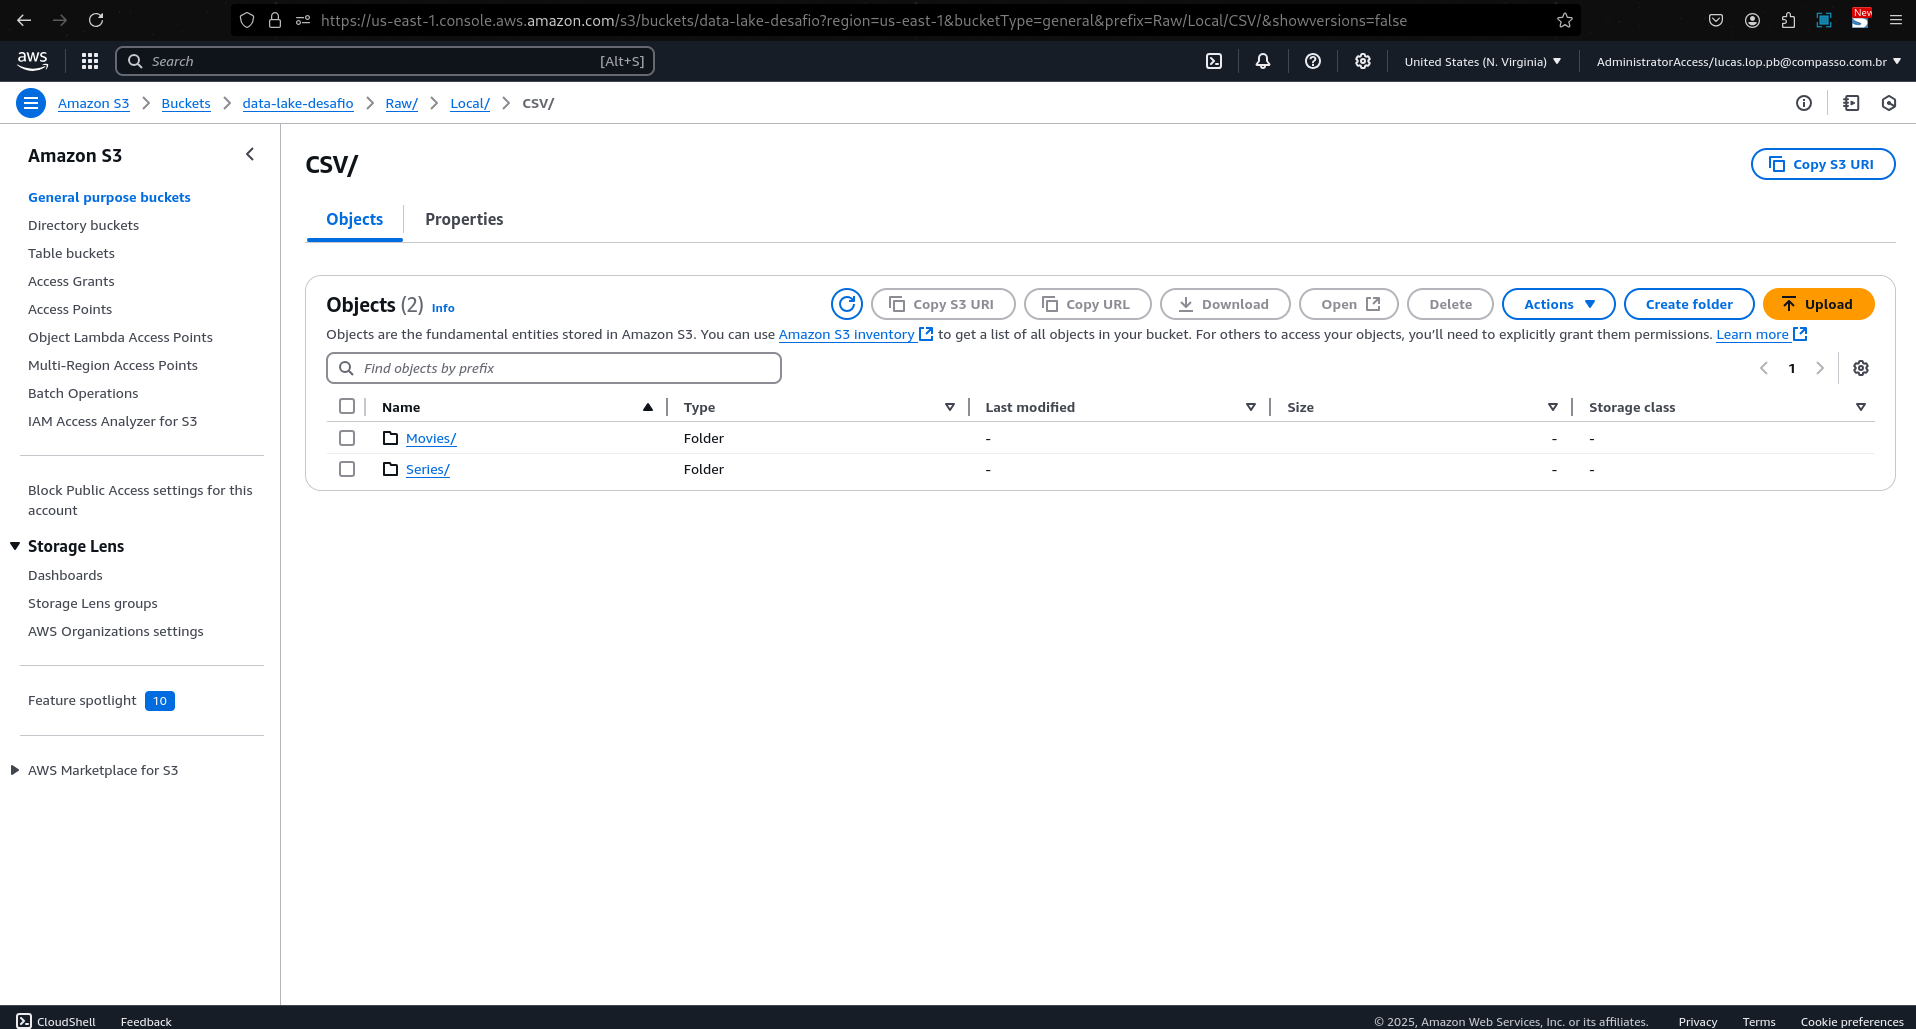 https://us-east-1.console.aws.amazon.com/s3/buckets/data-lake-desafio?region=us-east-1&bucketType=general&prefix=Raw/Local/CSV/&showversions=false
New
aws
Search [Alt+S]
United States (N. Virginia)
AdministratorAccess/lucas.lop.pb@compasso.com.br
Amazon S3 > Buckets > data-lake-desafio > Raw/ > Local/ > CSV/
Amazon S3
General purpose buckets
Directory buckets
Table buckets
Access Grants
Access Points
Object Lambda Access Points
Multi-Region Access Points
Batch Operations
IAM Access Analyzer for S3
Block Public Access settings for this
account
Storage Lens
Dashboards
Storage Lens groups
AWS Organizations settings
Feature spotlight 10
AWS Marketplace for S3
CSV/
Copy S3 URI
Objects Properties
Objects (2) Info
Copy S3 URI Copy URL Download Open Delete Actions Create folder Upload
Objects are the fundamental entities stored in Amazon S3. You can use Amazon S3 inventory to get a list of all objects in your bucket. For others to access your objects, you’ll need to explicitly grant them permissions. Learn more
Find objects by prefix
1
Name Type Last modified Size Storage class
Movies/ Folder - - -
Series/ Folder - - -
CloudShell Feedback
© 2025, Amazon Web Services, Inc. or its affiliates. Privacy Terms Cookie preferences